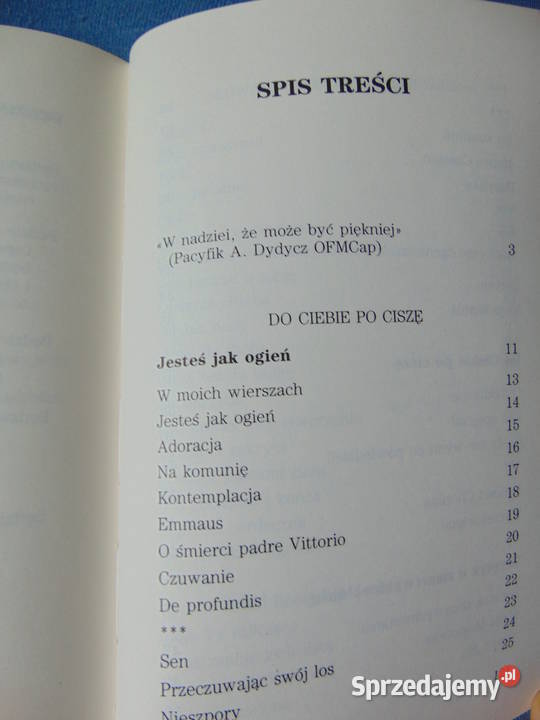 SPIS TREŚCI
«W nadziei, że może być piękniej»
(Pacyfik A. Dydycz OFMCap) 3
DO CIEBIE PO CISZĘ
Jesteś jak ogień 11
W moich wierszach 13
Jesteś jak ogień 14
Adoracja 15
Na komunię 16
Kontemplacja 17
Emmaus 18
O śmierci padre Vittorio 19
Czuwanie 20
De profundis 21
*** 22
Sen 23
Przeczuwając swój los 24
Nieszpory 25
Sprzedajemy.pl